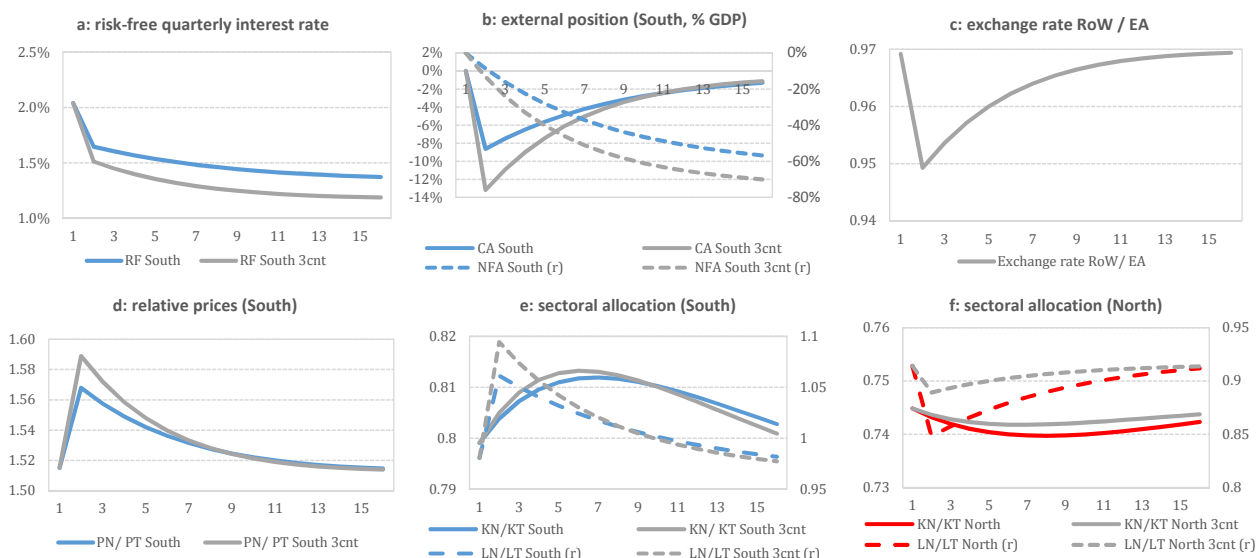 a: risk-free quarterly interest rate
2.5%
2.0%
1.5%
1.0%
1 3 5 7 9 11 13 15
RF South RF South 3cnt
b: external position (South, % GDP)
2% 0%
0%
-2% -20%
-4%
-6% -40%
-8%
-10% -60%
-12%
-14% -80%
1 3 5 7 9 11 13 15
CA South CA South 3cnt
NFA South (r) NFA South 3cnt (r)
c: exchange rate RoW / EA
0.97
0.96
0.95
0.94
1 3 5 7 9 11 13 15
Exchange rate RoW/ EA
d: relative prices (South)
1.60
1.58
1.56
1.54
1.52
1.50
1 3 5 7 9 11 13 15
PN/ PT South PN/ PT South 3cnt
e: sectoral allocation (South)
0.82 1.1
0.81 1.05
0.80 1
0.79 0.95
1 3 5 7 9 11 13 15
KN/KT South KN/ KT South 3cnt
LN/LT South (r) LN/LT South 3cnt (r)
f: sectoral allocation (North)
0.76 0.95
0.75 0.9
0.74 0.85
0.73 0.8
1 3 5 7 9 11 13 15
KN/KT North KN/KT North 3cnt
LN/LT North (r) LN/LT North 3cnt (r)